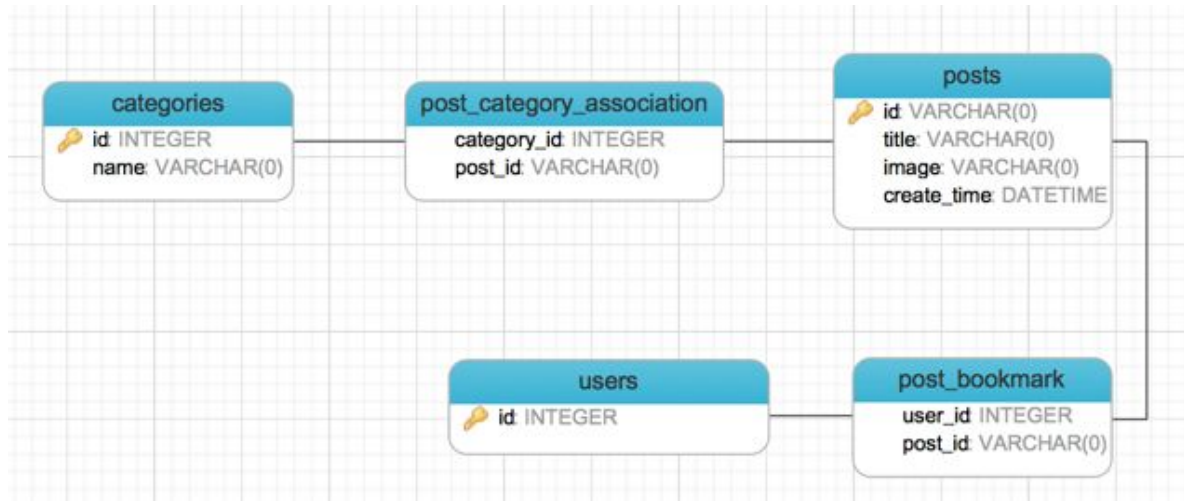 categories
id: INTEGER
name: VARCHAR(0)
post_category_association
category_id: INTEGER
post_id: VARCHAR(0)
posts
id: VARCHAR(0)
title: VARCHAR(0)
image: VARCHAR(0)
create_time: DATETIME
users
id: INTEGER
post_bookmark
user_id: INTEGER
post_id: VARCHAR(0)